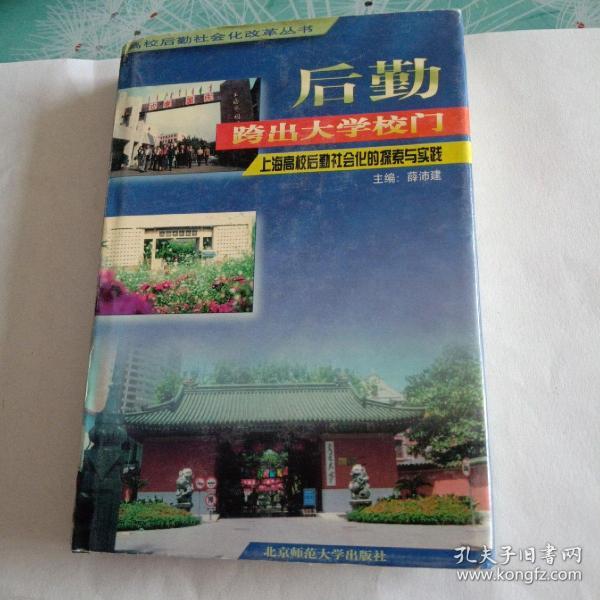 高校后勤社会化改革丛书
后勤
跨出大学校门
上海高校后勤社会化的探索与实践
主编：薛沛建
北京师范大学出版社
孔夫子旧书网
www.kongfz.com